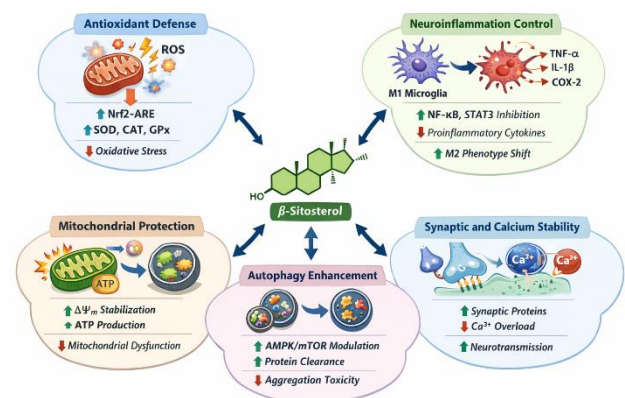 Antioxidant Defense
ROS
↑ Nrf2-ARE
↑ SOD, CAT, GPx
↓ Oxidative Stress
Neuroinflammation Control
M1 Microglia
TNF-α
IL-1β
COX-2
↑ NF-κB, STAT3 Inhibition
↓ Proinflammatory Cytokines
↑ M2 Phenotype Shift
HO
β-Sitosterol
Mitochondrial Protection
ATP
↑ ΔΨm Stabilization
↑ ATP Production
↓ Mitochondrial Dysfunction
Autophagy Enhancement
↑ AMPK/mTOR Modulation
↑ Protein Clearance
↓ Aggregation Toxicity
Synaptic and Calcium Stability
Ca²⁺ Ca²⁺
↑ Synaptic Proteins
↓ Ca²⁺ Overload
↑ Neurotransmission